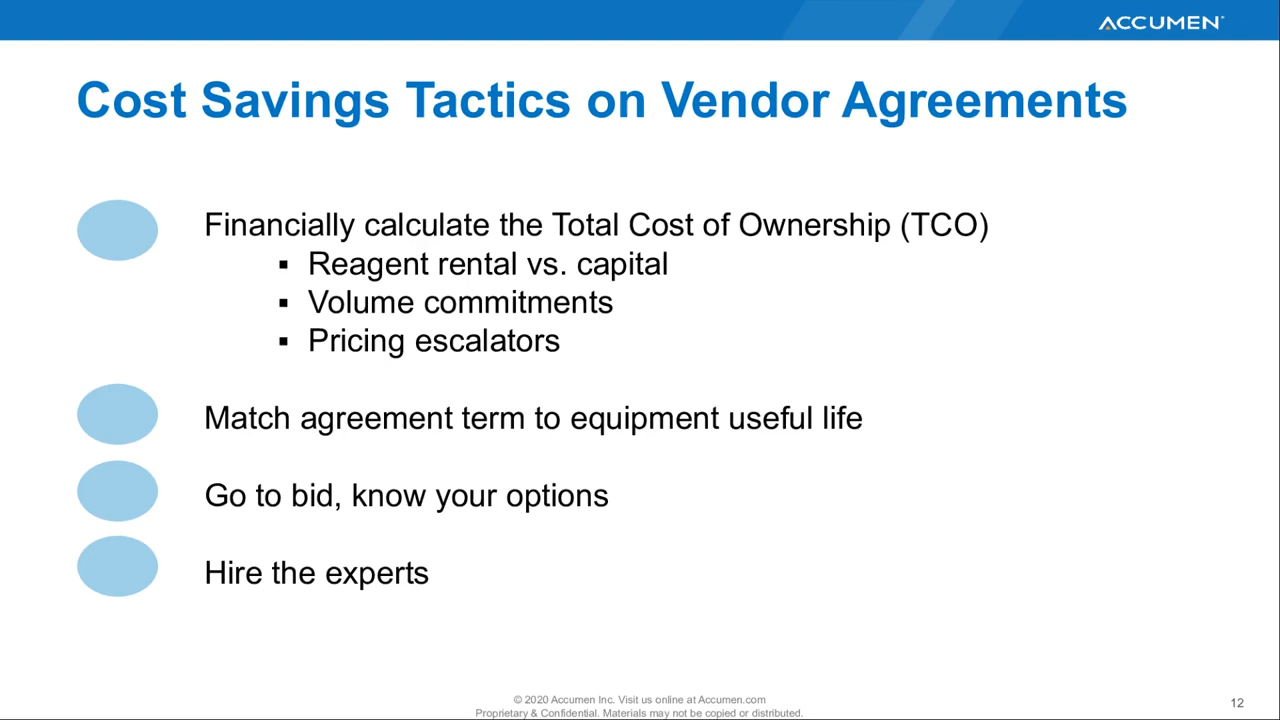 ACCUMEN
Cost Savings Tactics on Vendor Agreements
Financially calculate the Total Cost of Ownership (TCO)
▪ Reagent rental vs. capital
▪ Volume commitments
▪ Pricing escalators
Match agreement term to equipment useful life
Go to bid, know your options
Hire the experts
© 2020 Accumen Inc. Visit us online at Accumen.com
Proprietary & Confidential. Materials may not be copied or distributed.
12